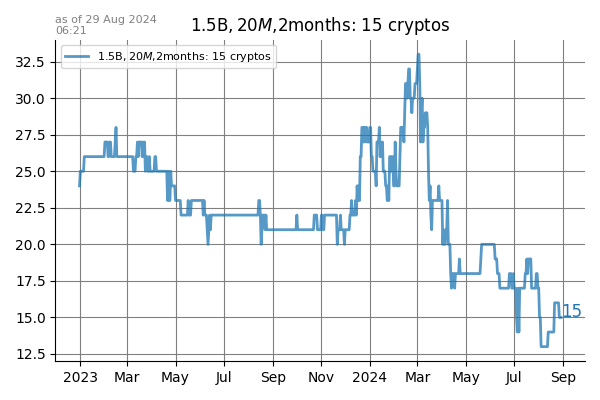 as of 29 Aug 2024
06:21
1.5B, 20M,2months: 15 cryptos
1.5B, 20M,2months: 15 cryptos
32.5
30.0
27.5
25.0
22.5
20.0
17.5
15.0
12.5
15
2023 Mar May Jul Sep Nov 2024 Mar May Jul Sep